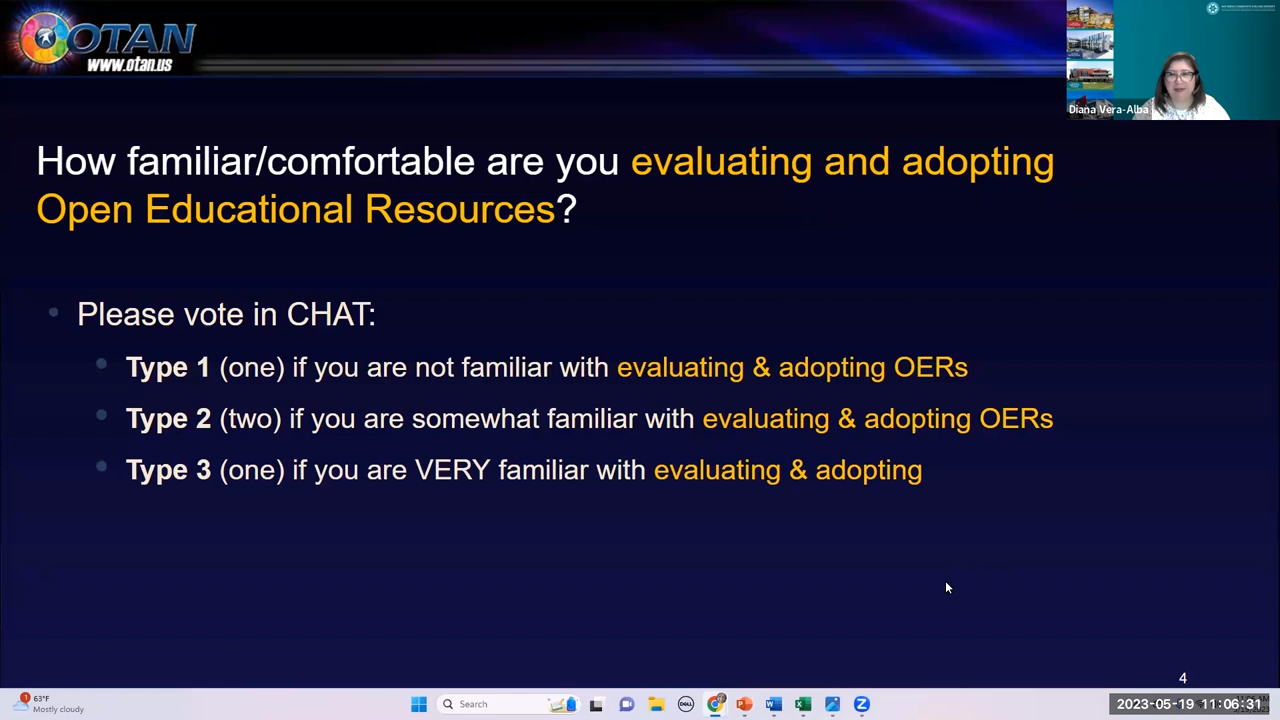 OTAN
www.otan.us
Diana Vera-Alba
How familiar/comfortable are you evaluating and adopting
Open Educational Resources?
Please vote in CHAT:
Type 1 (one) if you are not familiar with evaluating & adopting OERs
Type 2 (two) if you are somewhat familiar with evaluating & adopting OERs
Type 3 (one) if you are VERY familiar with evaluating & adopting
4
1
63°F
Mostly cloudy
Search
DELL
2023-05-19 11:06:31